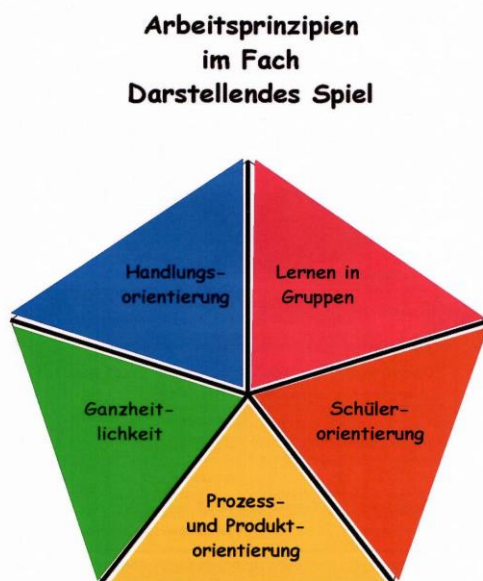 Arbeitsprinzipien
im Fach
Darstellendes Spiel
Handlungs-
orientierung
Lernen in
Gruppen
Ganzheit-
lichkeit
Schüler-
orientierung
Prozess-
und Produkt-
orientierung